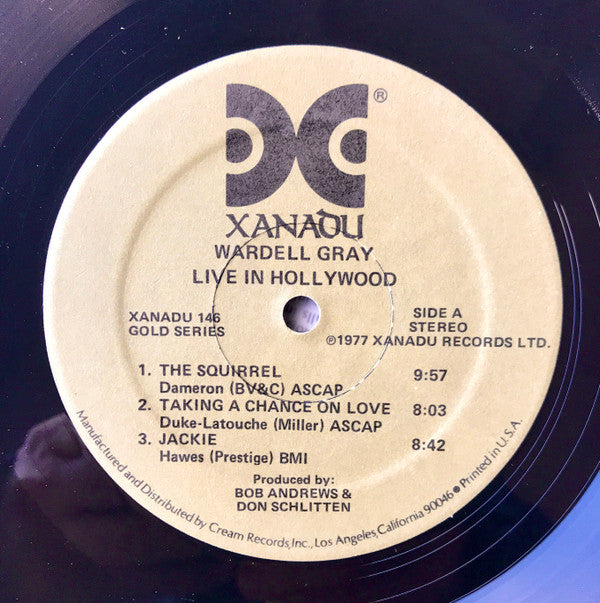 ®
XANADU
WARDELL GRAY
LIVE IN HOLLYWOOD
XANADU 146
GOLD SERIES
SIDE A
STEREO
℗1977 XANADU RECORDS LTD.
1. THE SQUIRREL 9:57
Dameron (BV&C) ASCAP
2. TAKING A CHANCE ON LOVE 8:03
Duke-Latouche (Miller) ASCAP
3. JACKIE 8:42
Hawes (Prestige) BMI
Produced by:
BOB ANDREWS &
DON SCHLITTEN
Manufactured and Distributed by Cream Records, Inc., Los Angeles, California 90046 ● Printed in U.S.A.